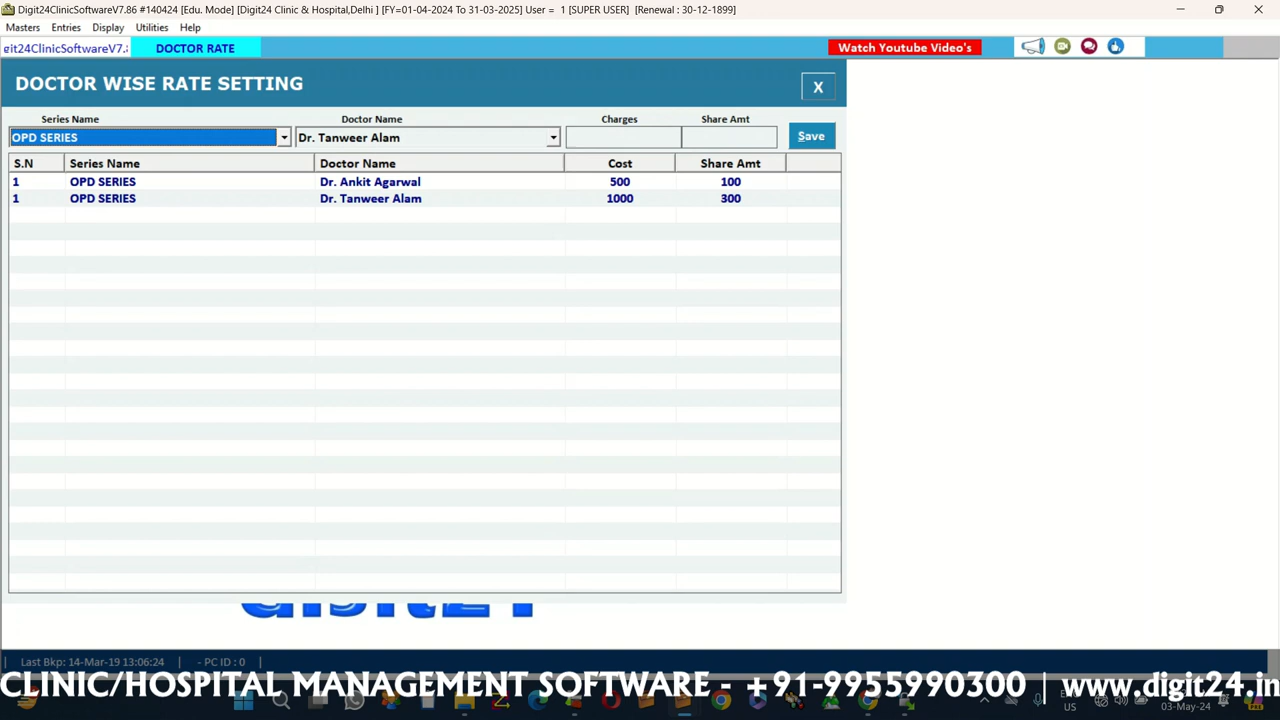 Digit24ClinicSoftwareV7.86 #140424 [Edu. Mode] [Digit24 Clinic & Hospital,Delhi ] [FY=01-04-2024 To 31-03-2025] User = 1 [SUPER USER] [Renewal : 30-12-1899]
Masters Entries Display Utilities Help
git24ClinicSoftwareV7.8 DOCTOR RATE Watch Youtube Video's
DOCTOR WISE RATE SETTING X
Series Name Doctor Name Charges Share Amt
OPD SERIES Dr. Tanweer Alam Save
S.N Series Name Doctor Name Cost Share Amt
1 OPD SERIES Dr. Ankit Agarwal 500 100
1 OPD SERIES Dr. Tanweer Alam 1000 300
digit24
Last Bkp: 14-Mar-19 13:06:24 - PC ID : 0
CLINIC/HOSPITAL MANAGEMENT SOFTWARE - +91-9955990300 | www.digit24.in
US 03-May-24